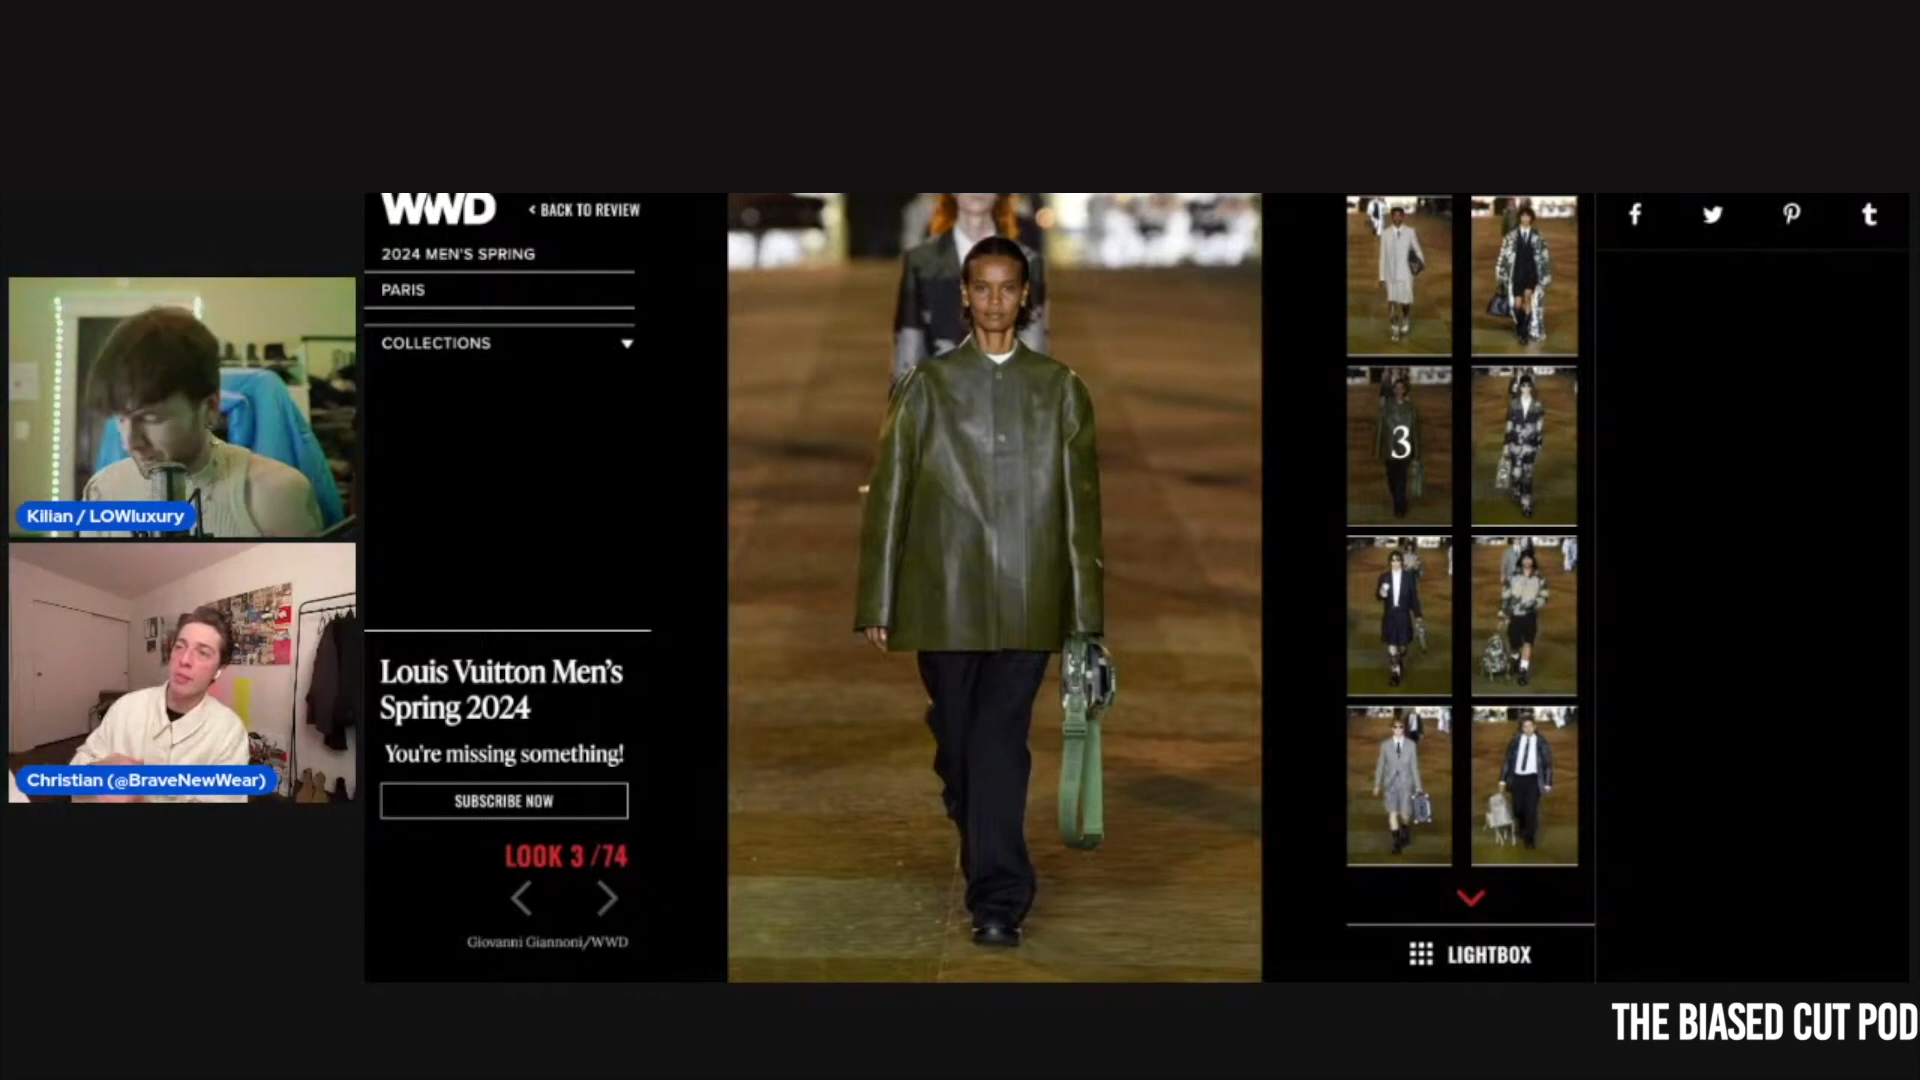 WWD
< BACK TO REVIEW
2024 MEN'S SPRING
PARIS
COLLECTIONS
Kilian / LOWluxury
Christian (@BraveNewWear)
Louis Vuitton Men's
Spring 2024
You're missing something!
SUBSCRIBE NOW
LOOK 3 /74
Giovanni Giannoni/WWD
3
LIGHTBOX
THE BIASED CUT POD